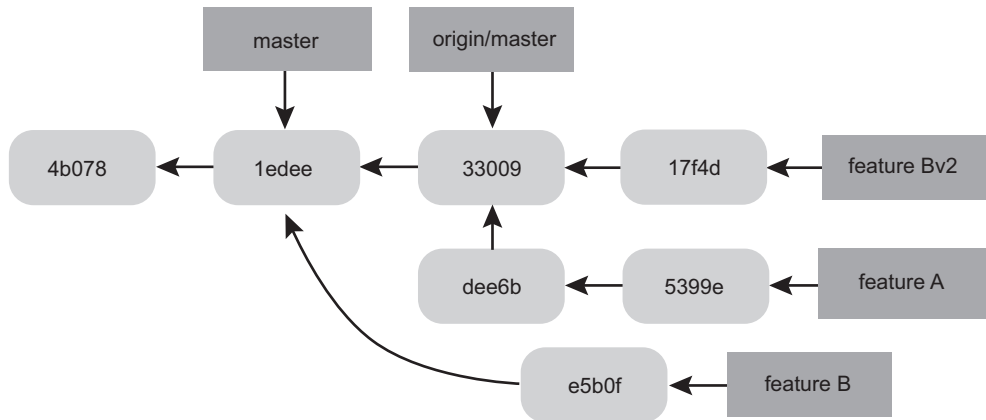 master
origin/master
4b078
1edee
33009
17f4d
feature Bv2
dee6b
5399e
feature A
e5b0f
feature B